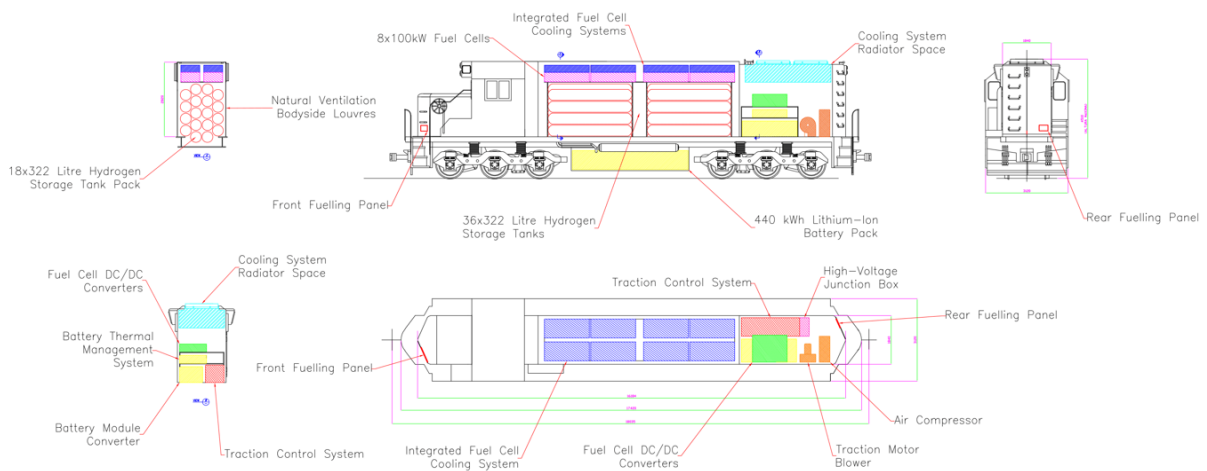 Integrated Fuel Cell
Cooling Systems
8x100kW Fuel Cells
Cooling System
Radiator Space
Natural Ventilation
Bodyside Louvres
18x322 Litre Hydrogen
Storage Tank Pack
Front Fuelling Panel
36x322 Litre Hydrogen
Storage Tanks
440 kWh Lithium-Ion
Battery Pack
Rear Fuelling Panel
Cooling System
Radiator Space
Fuel Cell DC/DC
Converters
Battery Thermal
Management
System
Battery Module
Converter
Traction Control System
Traction Control System
High-Voltage
Junction Box
Rear Fuelling Panel
Front Fuelling Panel
Integrated Fuel Cell
Cooling System
Fuel Cell DC/DC
Converters
Traction Motor
Blower
Air Compressor